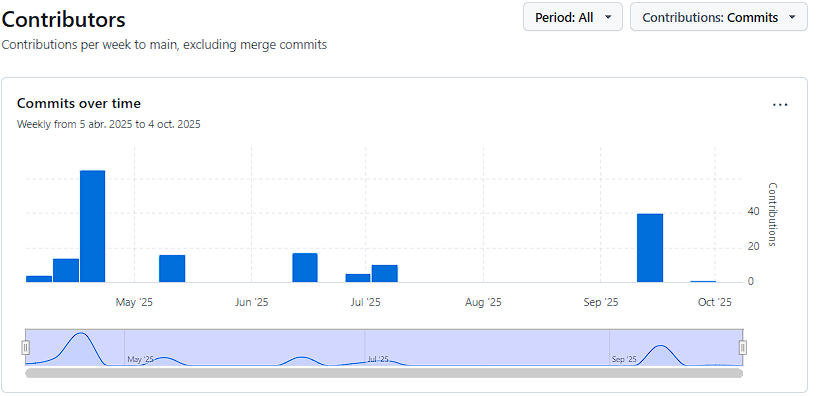 Contributors
Period: All
Contributions: Commits
Contributions per week to main, excluding merge commits
Commits over time
Weekly from 5 abr. 2025 to 4 oct. 2025
Contributions
40
20
0
May '25
Jun '25
Jul '25
Aug '25
Sep '25
Oct '25
May '25
Jul '25
Sep '25